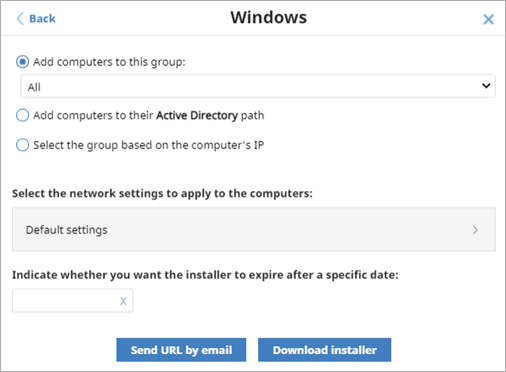 Back
Windows
Add computers to this group:
All
Add computers to their Active Directory path
Select the group based on the computer's IP
Select the network settings to apply to the computers:
Default settings
Indicate whether you want the installer to expire after a specific date:
X
Send URL by email
Download installer